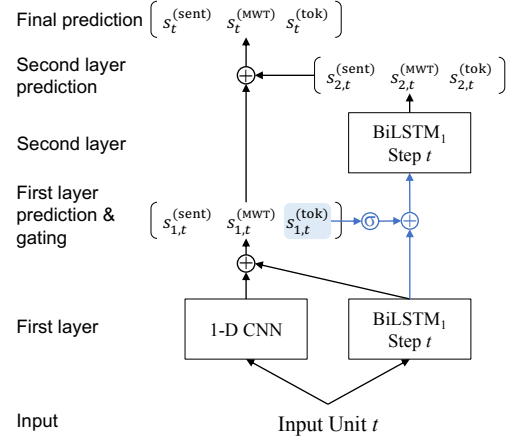 Final prediction [ s_t^(sent) s_t^(MWT) s_t^(tok) ]
Second layer
prediction
[ s_{2,t}^(sent) s_{2,t}^(MWT) s_{2,t}^(tok) ]
Second layer
BiLSTM₁
Step t
First layer
prediction &
gating
[ s_{1,t}^(sent) s_{1,t}^(MWT) s_{1,t}^(tok) ] σ
First layer
1-D CNN
BiLSTM₁
Step t
Input
Input Unit t